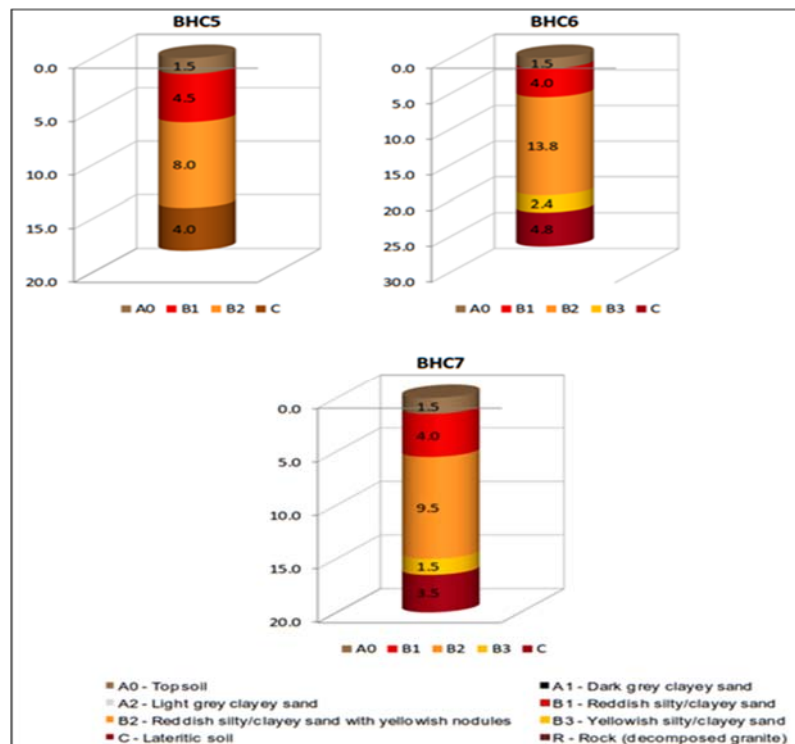 BHC5
0.0
5.0
10.0
15.0
20.0
1.5
4.5
8.0
4.0
A0 B1 B2 C
BHC6
0.0
5.0
10.0
15.0
20.0
25.0
30.0
1.5
4.0
13.8
2.4
4.8
A0 B1 B2 B3 C
BHC7
0.0
5.0
10.0
15.0
20.0
1.5
4.0
9.5
1.5
3.5
A0 B1 B2 B3 C
A0 - Topsoil
A2 - Light grey clayey sand
B2 - Reddish silty/clayey sand with yellowish nodules
C - Lateritic soil
A1 - Dark grey clayey sand
B1 - Reddish silty/clayey sand
B3 - Yellowish silty/clayey sand
R - Rock (decomposed granite)